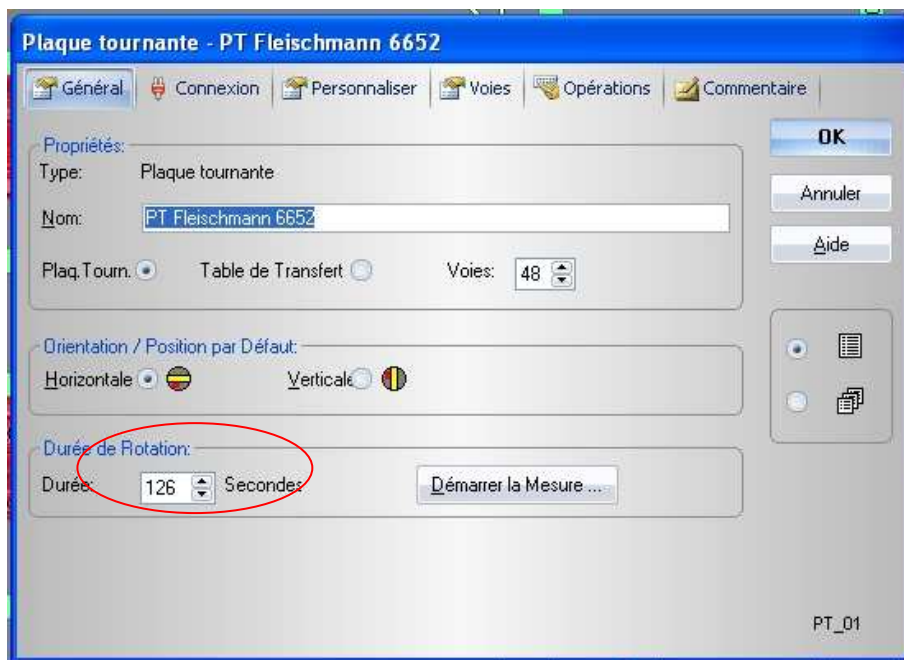 Plaque tournante - PT Fleischmann 6652
Général Connexion Personnaliser Voies Opérations Commentaire
Propriétés:
Type: Plaque tournante
Nom: PT Fleischmann 6652
Plaq.Tourn. Table de Transfert Voies: 48
Orientation / Position par Défaut:
Horizontale Verticale
Durée de Rotation:
Durée: 126 Secondes Démarrer la Mesure ...
OK
Annuler
Aide
PT_01